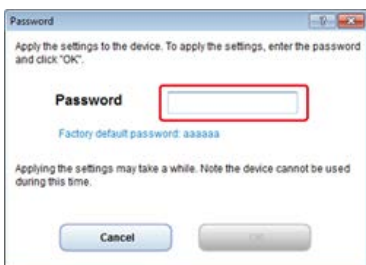 Password
Apply the settings to the device. To apply the settings, enter the password
and click "OK".
Password
Factory default password: aaaaaa
Applying the settings may take a while. Note the device cannot be used
during this time.
Cancel
OK